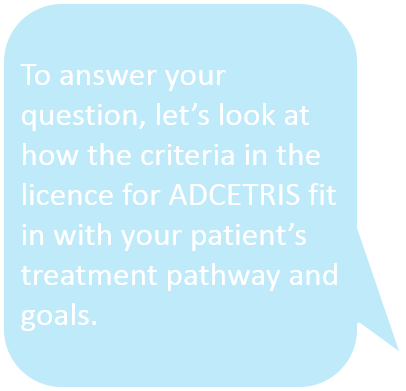 To answer your
question, let’s look at
how the criteria in the
licence for ADCETRIS fit
in with your patient’s
treatment pathway and
goals.